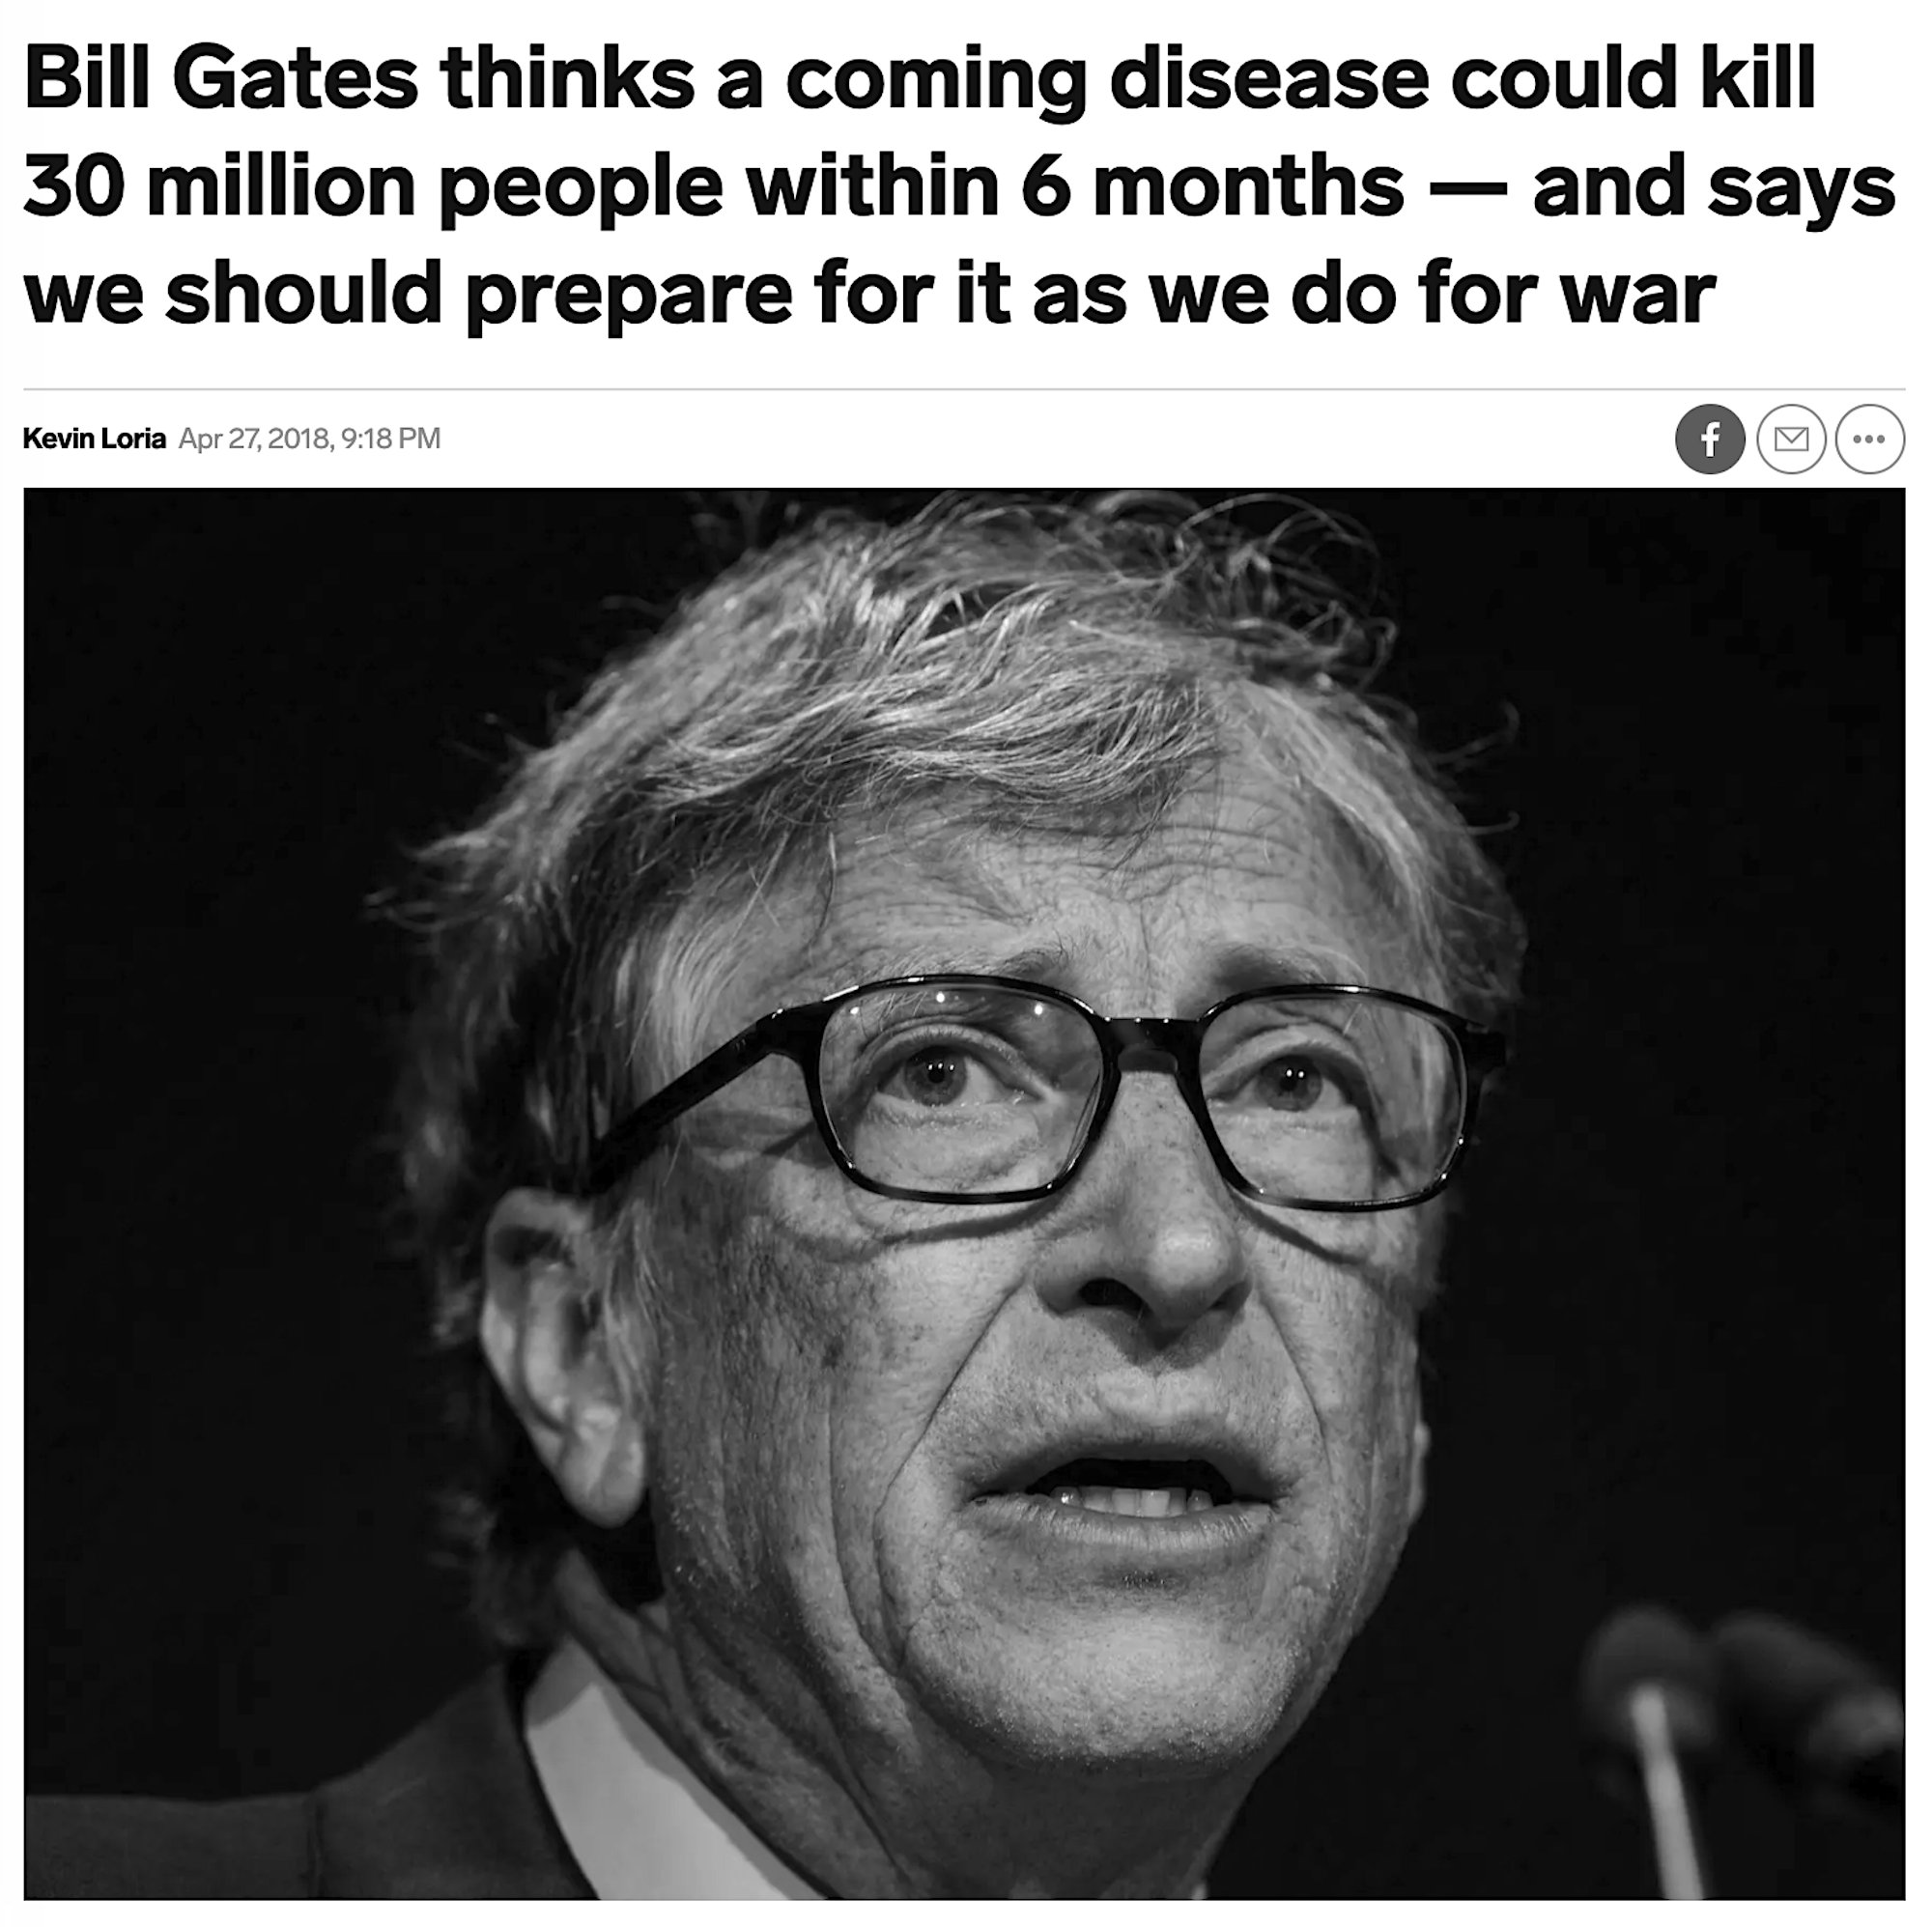 Bill Gates thinks a coming disease could kill
30 million people within 6 months — and says
we should prepare for it as we do for war
Kevin Loria Apr 27, 2018, 9:18 PM